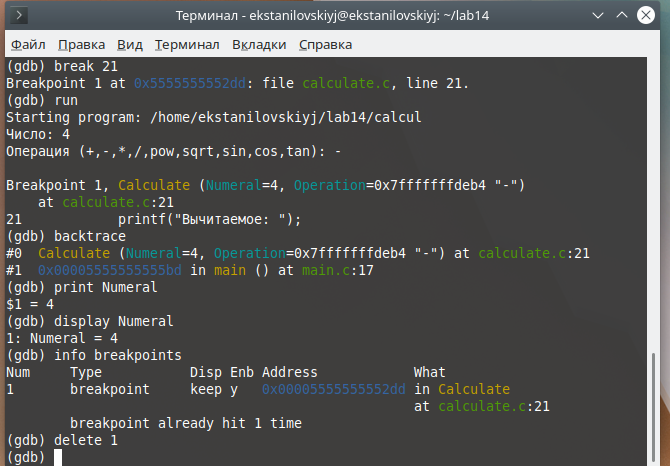 Терминал - ekstanilovskiyj@ekstanilovskiyj: ~/lab14
Файл Правка Вид Терминал Вкладки Справка
(gdb) break 21
Breakpoint 1 at 0x5555555552dd: file calculate.c, line 21.
(gdb) run
Starting program: /home/ekstanilovskiyj/lab14/calcul
Число: 4
Операция (+,-,*,/,pow,sqrt,sin,cos,tan): -
Breakpoint 1, Calculate (Numeral=4, Operation=0x7fffffffdeb4 "-")
at calculate.c:21
21 printf("Вычитаемое: ");
(gdb) backtrace
#0 Calculate (Numeral=4, Operation=0x7fffffffdeb4 "-") at calculate.c:21
#1 0x00005555555555bd in main () at main.c:17
(gdb) print Numeral
$1 = 4
(gdb) display Numeral
1: Numeral = 4
(gdb) info breakpoints
Num Type Disp Enb Address What
1 breakpoint keep y 0x00005555555552dd in Calculate
at calculate.c:21
breakpoint already hit 1 time
(gdb) delete 1
(gdb)